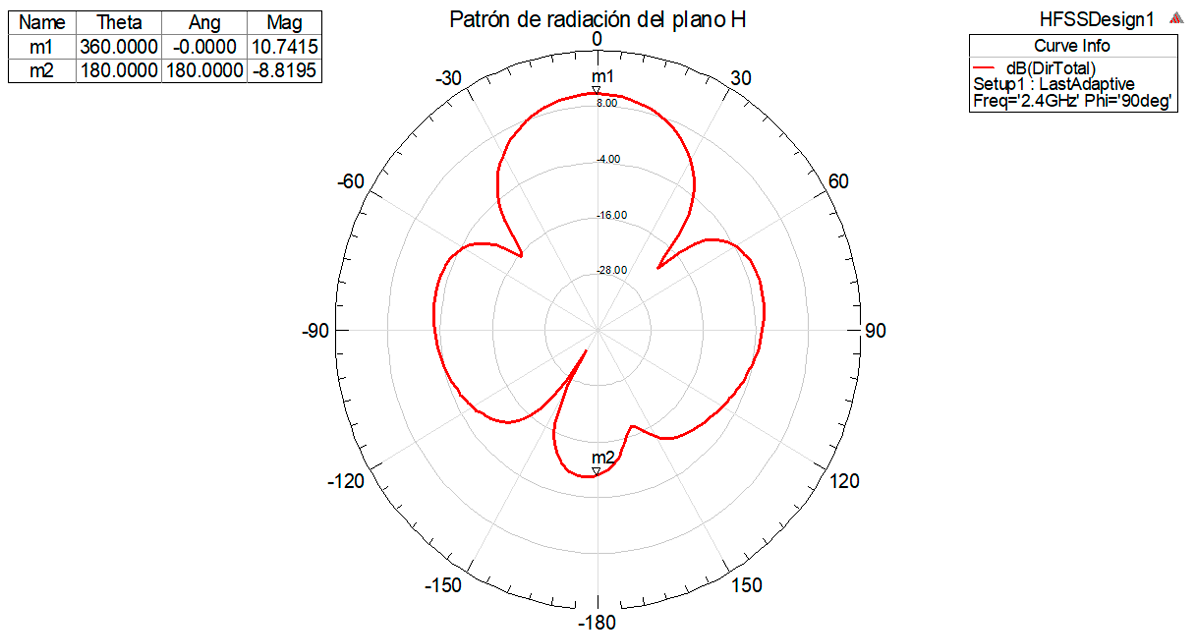 Patrón de radiación del plano H
HFSSDesign1
Name Theta Ang Mag
m1 360.0000 -0.0000 10.7415
m2 180.0000 180.0000 -8.8195
Curve Info
dB(DirTotal)
Setup1 : LastAdaptive
Freq='2.4GHz' Phi='90deg'
0
-30
30
m1
8.00
-4.00
-60
60
-16.00
-28.00
-90
90
m2
-120
120
-150
150
-180